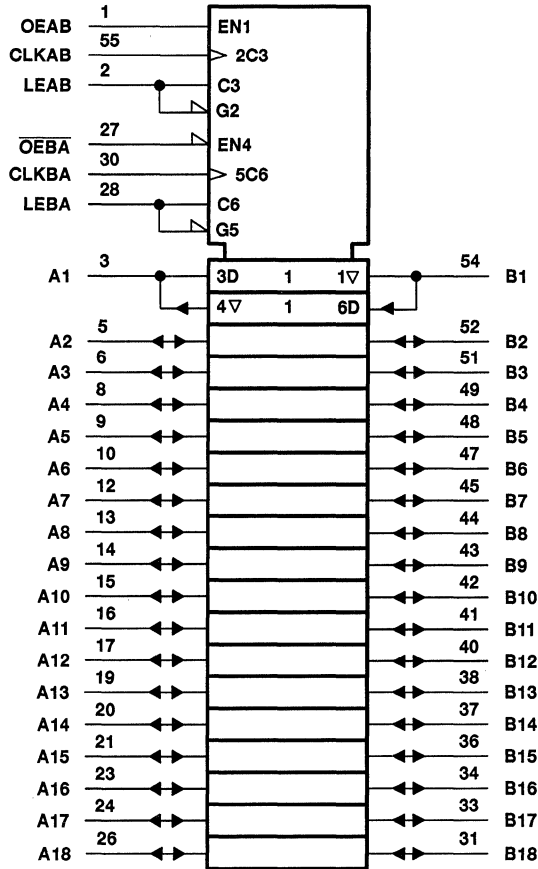 OEAB 1 EN1
CLKAB 55 2C3
LEAB 2 C3
G2
OEBA 27 EN4
CLKBA 30 5C6
LEBA 28 C6
G5
A1 3 3D 1 1▽ 54 B1
4▽ 1 6D
A2 5 52 B2
A3 6 51 B3
A4 8 49 B4
A5 9 48 B5
A6 10 47 B6
A7 12 45 B7
A8 13 44 B8
A9 14 43 B9
A10 15 42 B10
A11 16 41 B11
A12 17 40 B12
A13 19 38 B13
A14 20 37 B14
A15 21 36 B15
A16 23 34 B16
A17 24 33 B17
A18 26 31 B18